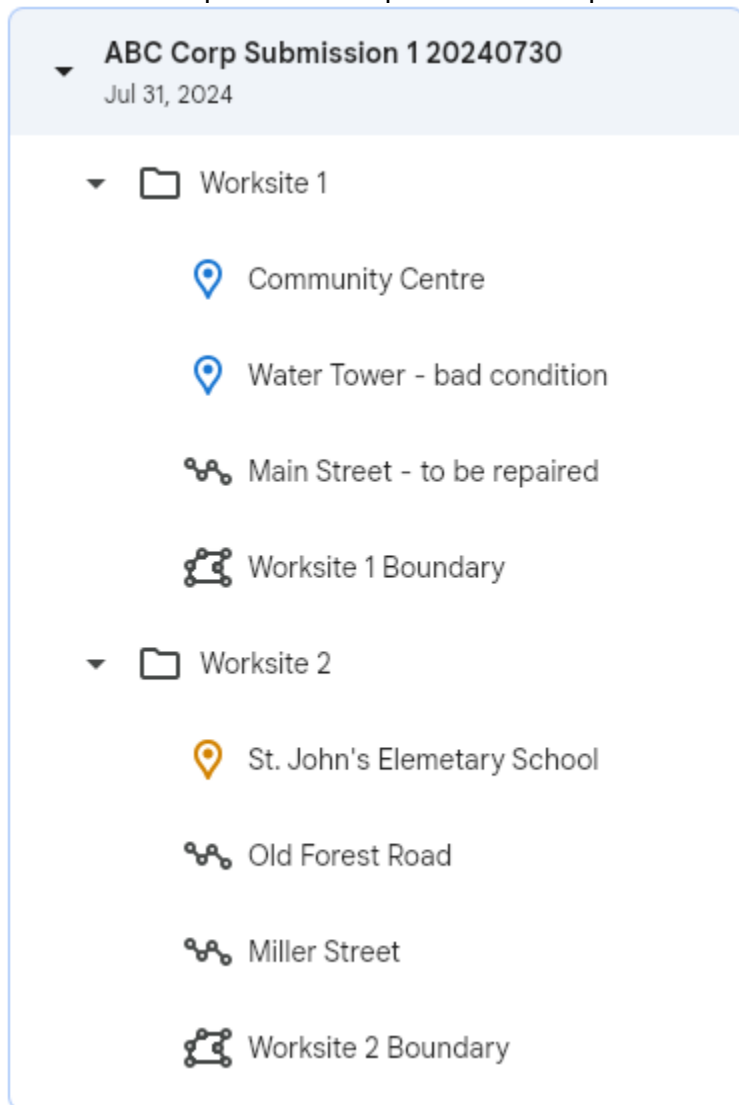 ABC Corp Submission 1 20240730
Jul 31, 2024
Worksite 1
Community Centre
Water Tower - bad condition
Main Street - to be repaired
Worksite 1 Boundary
Worksite 2
St. John's Elemetary School
Old Forest Road
Miller Street
Worksite 2 Boundary